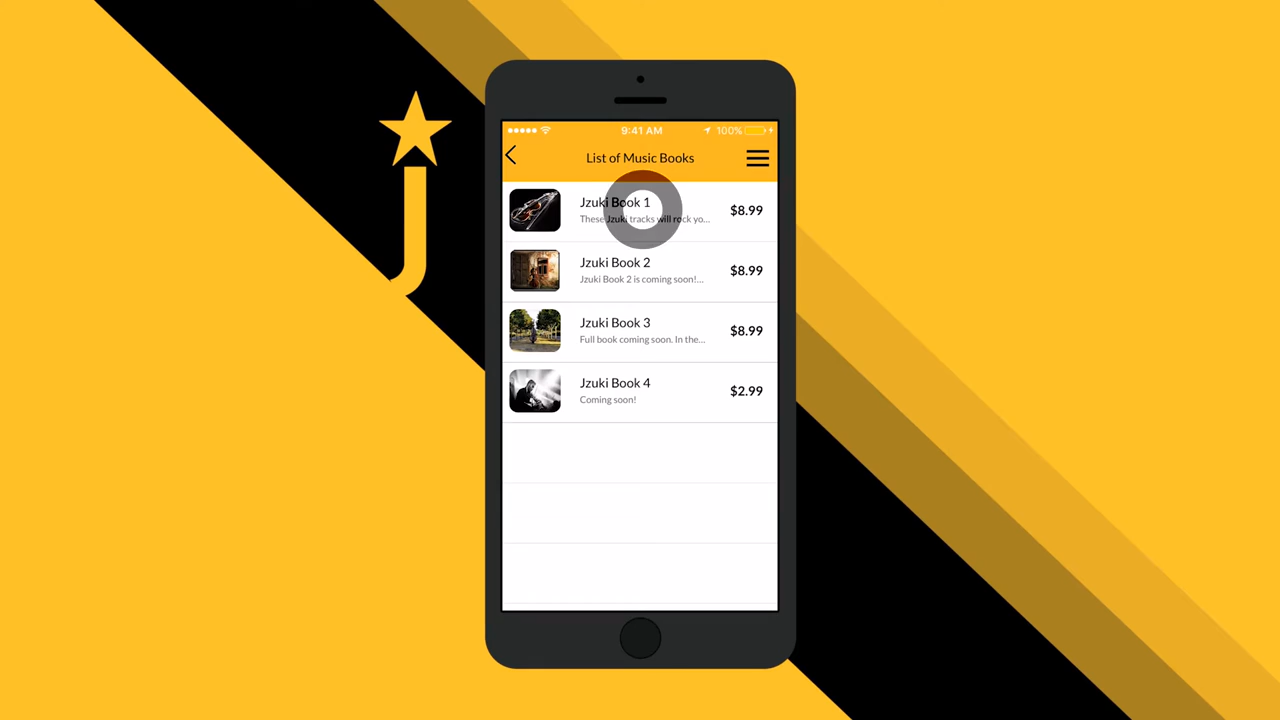 9:41 AM
100%
List of Music Books
Jzuki Book 1
These Jzuki tracks will rock yo...
$8.99
Jzuki Book 2
Jzuki Book 2 is coming soon!...
$8.99
Jzuki Book 3
Full book coming soon. In the...
$8.99
Jzuki Book 4
Coming soon!
$2.99